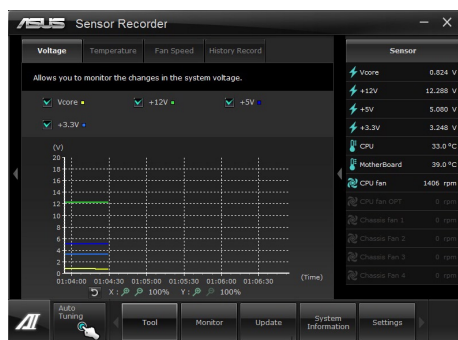 ASUS Sensor Recorder
Voltage Temperature Fan Speed History Record
Allows you to monitor the changes in the system voltage.
Vcore +12V +5V
+3.3V
(V)
20
18
16
14
12
10
8
6
4
2
0
01:04:00 01:04:30 01:05:00 01:05:30 01:06:00 01:06:30 (Time)
X : 100% Y : 100%
Sensor
Vcore 0.824 V
+12V 12.288 V
+5V 5.080 V
+3.3V 3.248 V
CPU 33.0 ºC
MotherBoard 39.0 ºC
CPU fan 1406 rpm
CPU fan OPT 0 rpm
Chassis Fan 1 0 rpm
Chassis Fan 2 0 rpm
Chassis Fan 3 0 rpm
Chassis Fan 4 0 rpm
AI
Auto
Tuning
Tool Monitor Update
System
Information
Settings